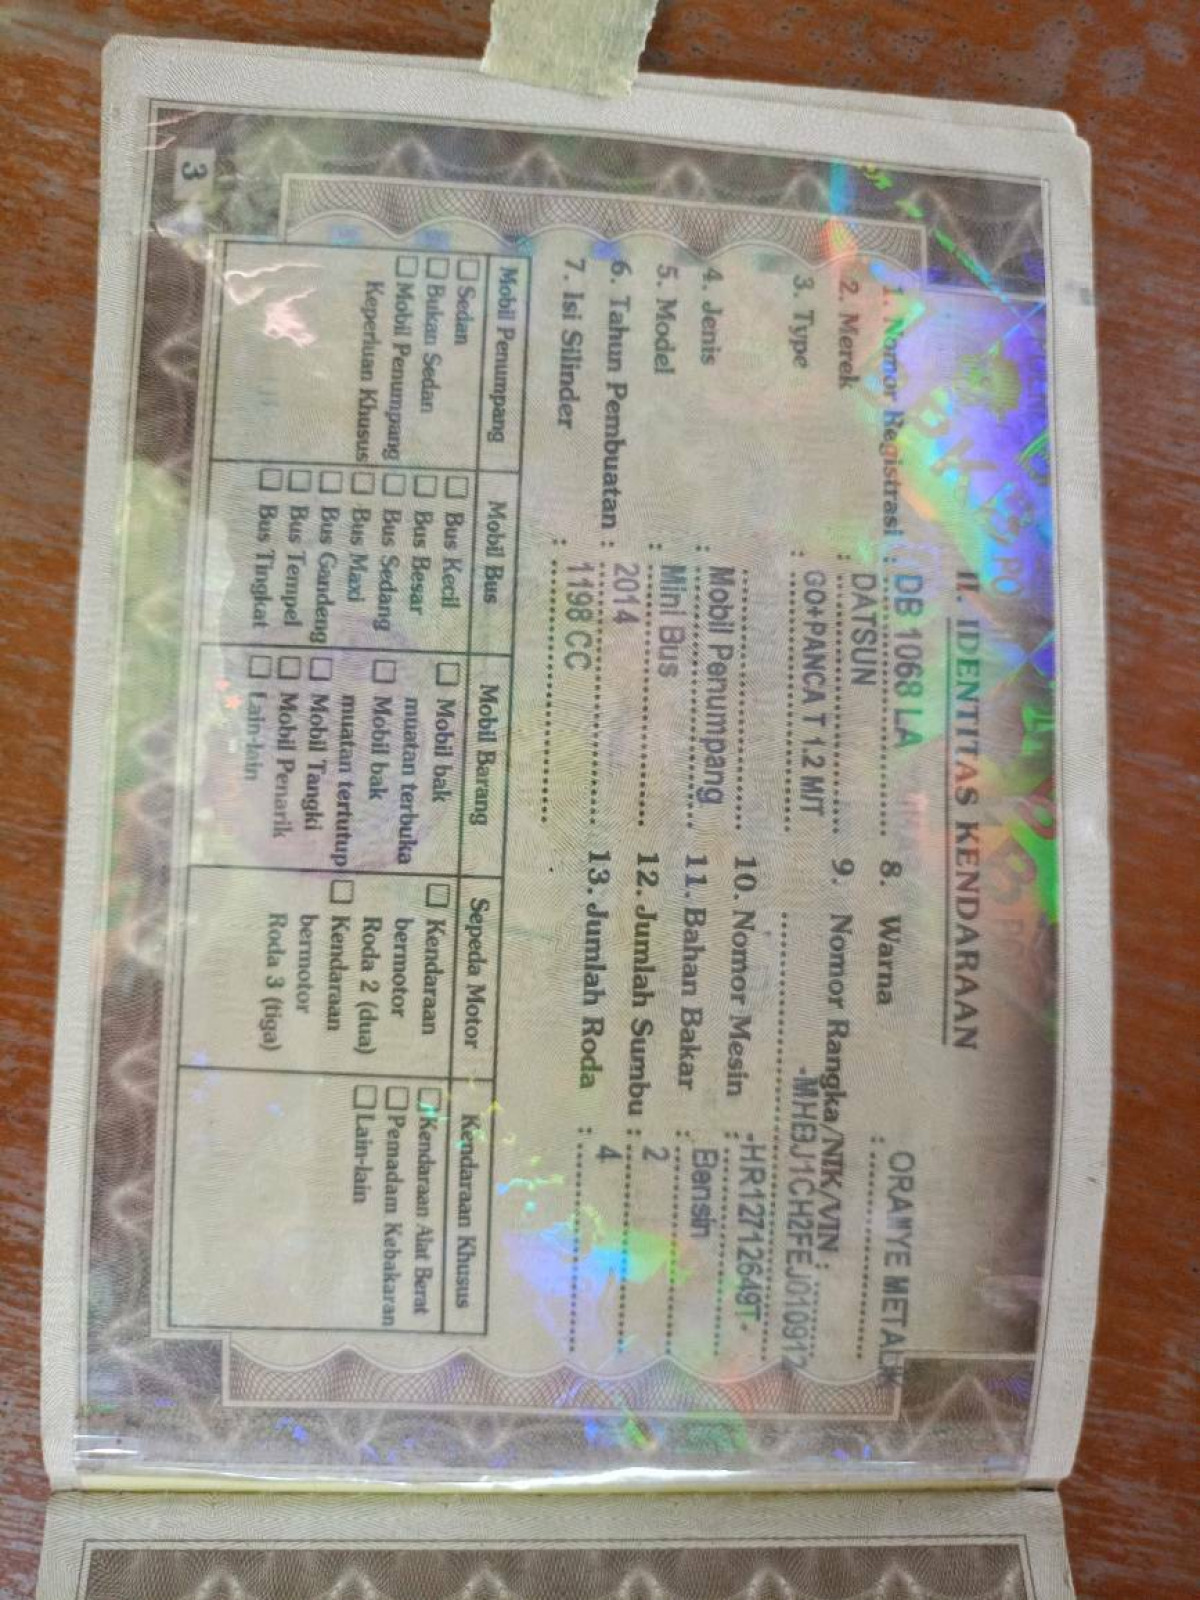 II. IDENTITAS KENDARAAN
1. Nomor Registrasi : DB 1068 LA
2. Merek : DATSUN
3. Type : GO+PANCA T 1.2 M/T
4. Jenis : Mobil Penumpang
5. Model : Mini Bus
6. Tahun Pembuatan : 2014
7. Isi Silinder : 1198 CC
8. Warna : ORANYE METALIK
9. Nomor Rangka/NIK/VIN :
-MHBJ1CH2FEJ010912
10. Nomor Mesin : -HR12712649T-
11. Bahan Bakar : Bensin
12. Jumlah Sumbu : 2
13. Jumlah Roda : 4
Mobil Penumpang
☐ Sedan
☐ Bukan Sedan
☐ Mobil Penumpang
Keperluan Khusus
Mobil Bus
☐ Bus Kecil
☐ Bus Besar
☐ Bus Sedang
☐ Bus Maxi
☐ Bus Gandeng
☐ Bus Tempel
☐ Bus Tingkat
Mobil Barang
☐ Mobil bak
muatan terbuka
☐ Mobil bak
muatan tertutup
☐ Mobil Tangki
☐ Mobil Penarik
☐ Lain-lain
Sepeda Motor
☐ Kendaraan
bermotor
Roda 2 (dua)
☐ Kendaraan
bermotor
Roda 3 (tiga)
Kendaraan Khusus
☐ Kendaraan Alat Berat
☐ Pemadam Kebakaran
☐ Lain-lain
3